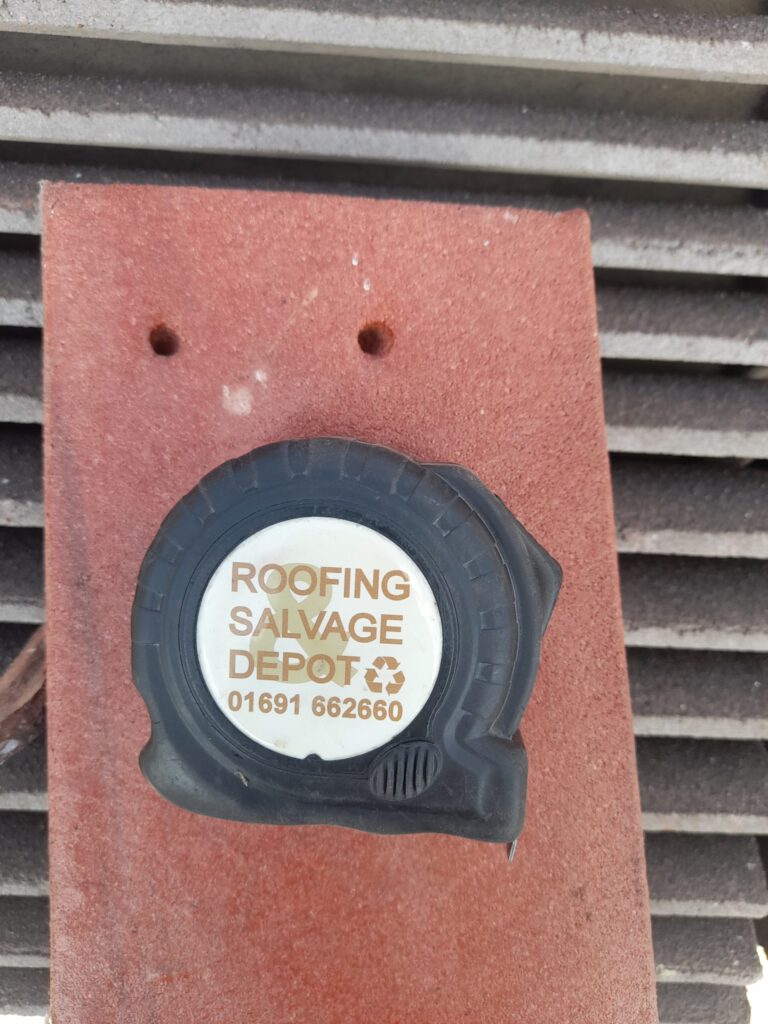 ROOFING
SALVAGE
DEPOT
01691 662660